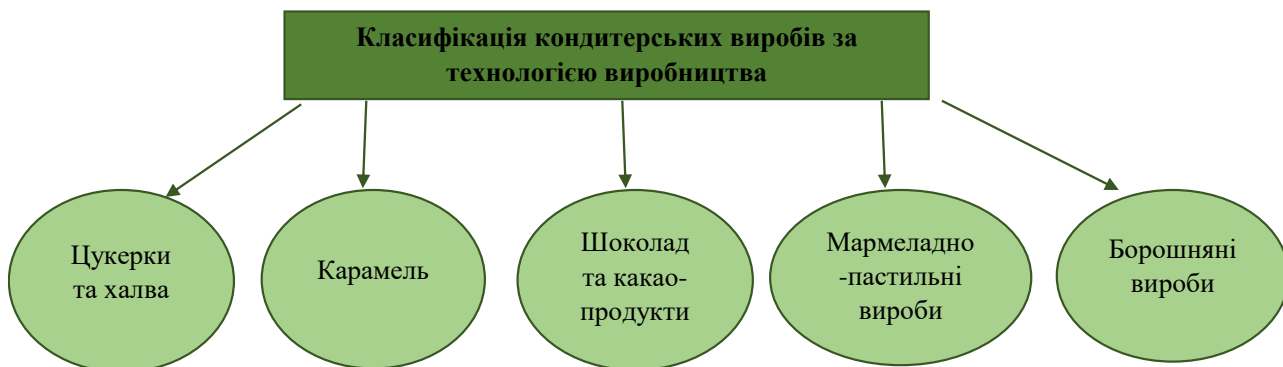 Класифікація кондитерських виробів за
технологією виробництва
Цукерки
та халва
Карамель
Шоколад
та какао-
продукти
Мармеладно
-пастильні
вироби
Борошняні
вироби